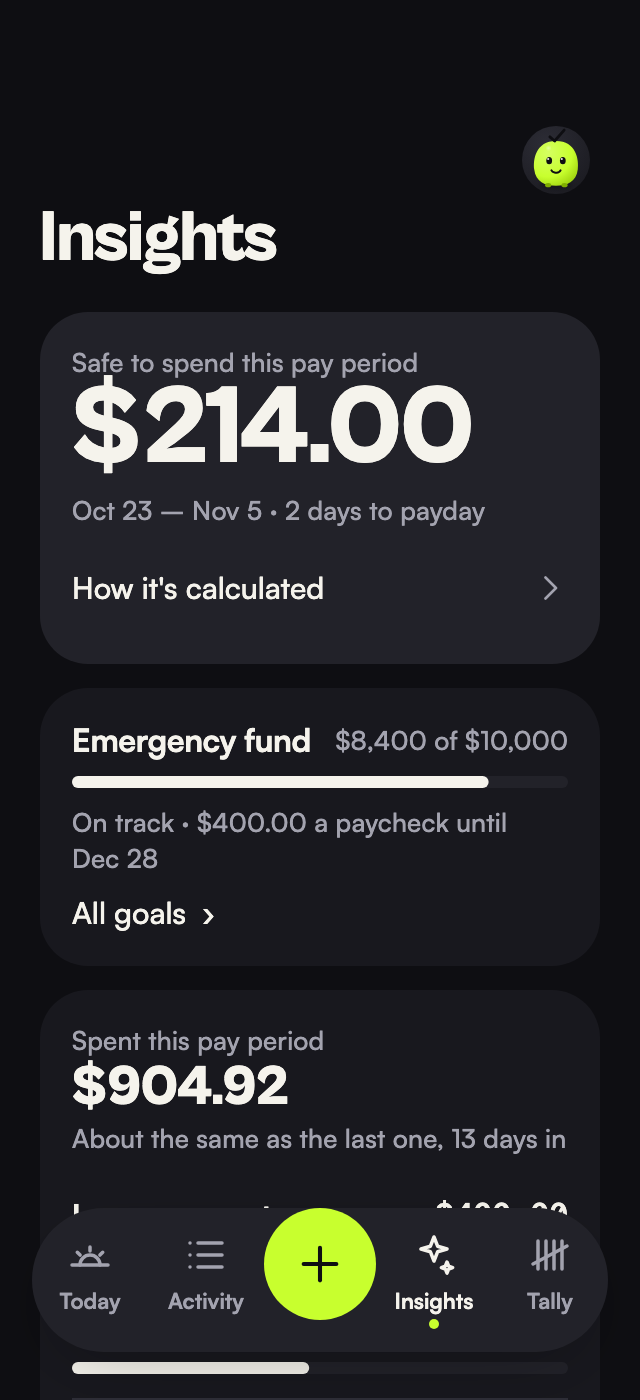 Insights
Safe to spend this pay period
$214.00
Oct 23 — Nov 5 · 2 days to payday
How it's calculated
Emergency fund $8,400 of $10,000
On track · $400.00 a paycheck until
Dec 28
All goals ›
Spent this pay period
$904.92
About the same as the last one, 13 days in
Today
Activity
Insights
Tally